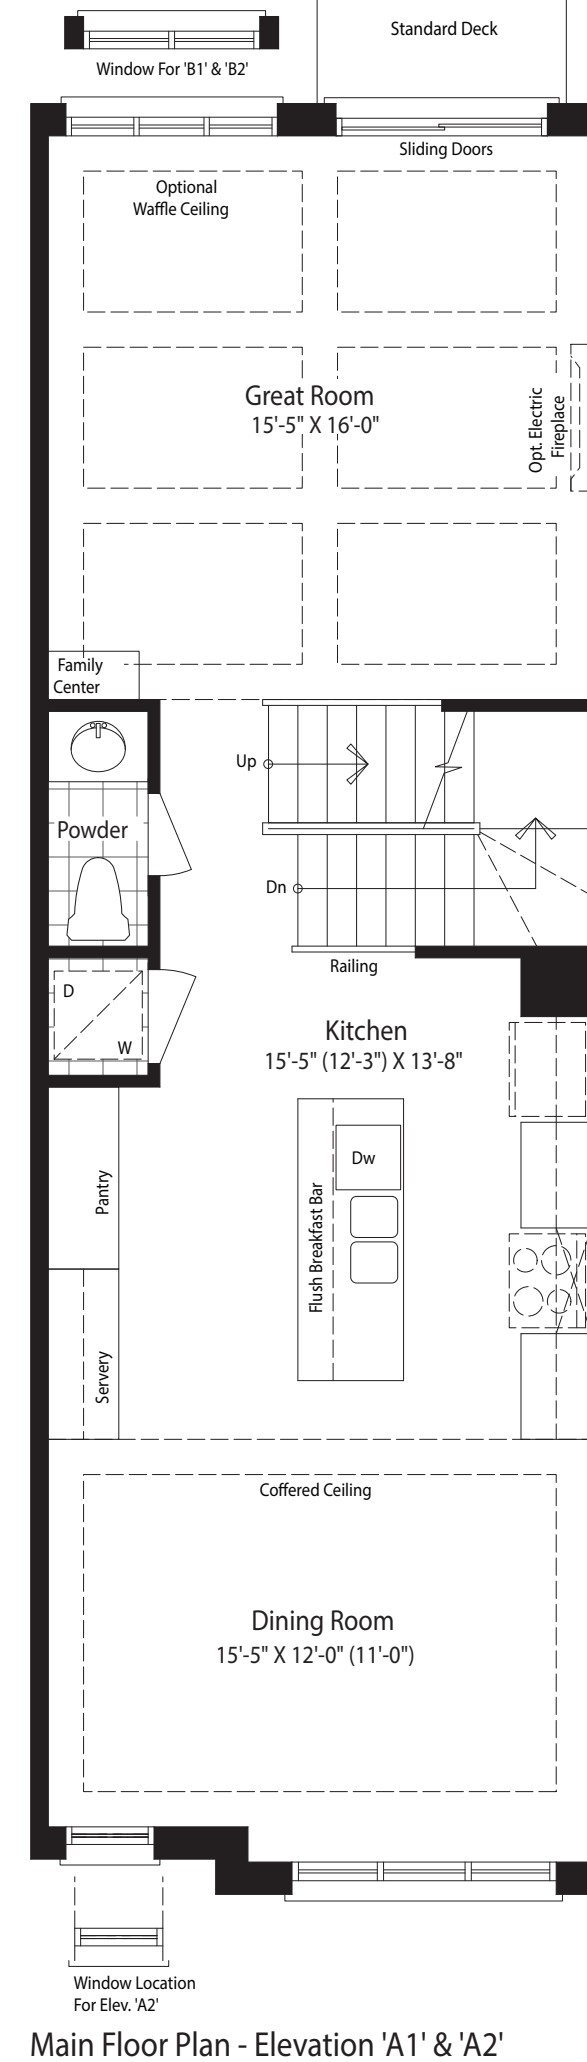 Standard Deck
Window For 'B1' & 'B2'
Sliding Doors
Optional
Waffle Ceiling
Great Room
15'-5" X 16'-0"
Opt. Electric
Fireplace
Family
Center
Up
Powder
Dn
Railing
D
W
Kitchen
15'-5" (12'-3") X 13'-8"
Dw
Pantry
Flush Breakfast Bar
Servery
Coffered Ceiling
Dining Room
15'-5" X 12'-0" (11'-0")
Window Location
For Elev. 'A2'
Main Floor Plan - Elevation 'A1' & 'A2'